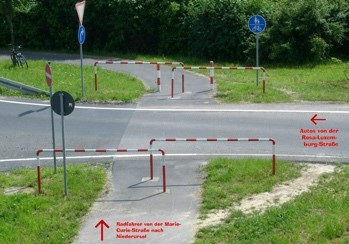 Autos von der
Rosa-Luxem-
burg-Straße
Radfahrer von der Marie-
Curie-Straße nach
Niederursel